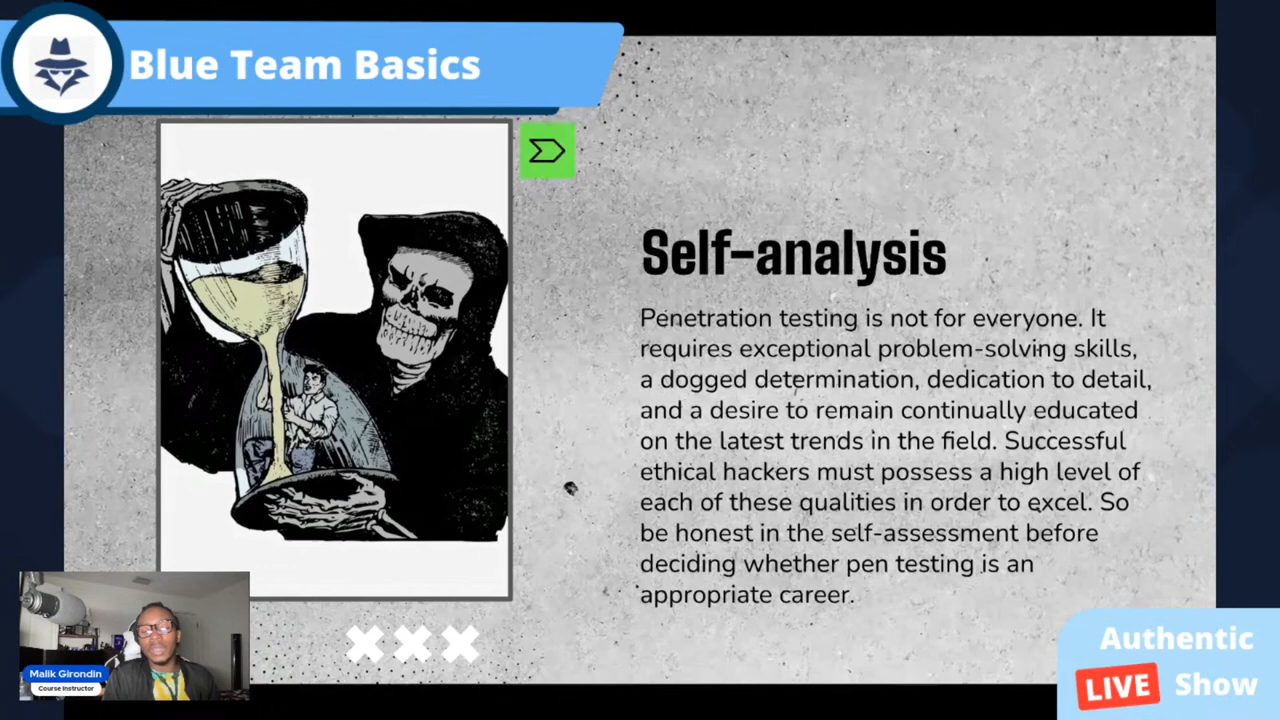 Blue Team Basics
Self-analysis
Penetration testing is not for everyone. It
requires exceptional problem-solving skills,
a dogged determination, dedication to detail,
and a desire to remain continually educated
on the latest trends in the field. Successful
ethical hackers must possess a high level of
each of these qualities in order to excel. So
be honest in the self-assessment before
deciding whether pen testing is an
appropriate career.
Malik Girondin
Course Instructor
Authentic
LIVE Show